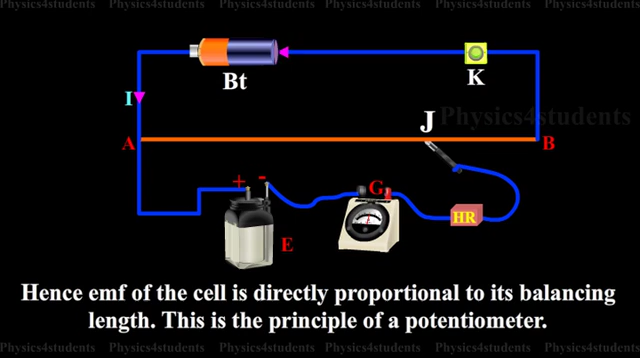 Physics4students Physics4students Physics4students Physics4students Physics4students
Bt
K
I
J
Physics4students
A
B
+
-
G
HR
E
Hence emf of the cell is directly proportional to its balancing
length. This is the principle of a potentiometer.
Physics4students Physics4students Physics4students Physics4students Physics4students